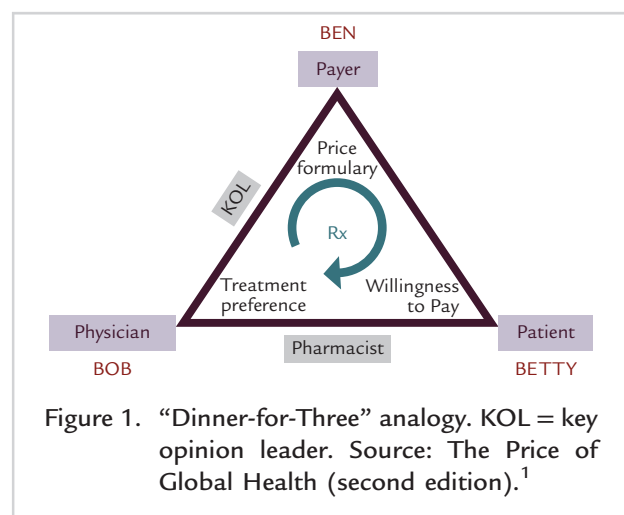 BEN
Payer
Price
formulary
KOL
Rx
Treatment
preference
Willingness
to Pay
Physician
Pharmacist
Patient
BOB
BETTY
Figure 1. “Dinner-for-Three” analogy. KOL = key
opinion leader. Source: The Price of
Global Health (second edition).1